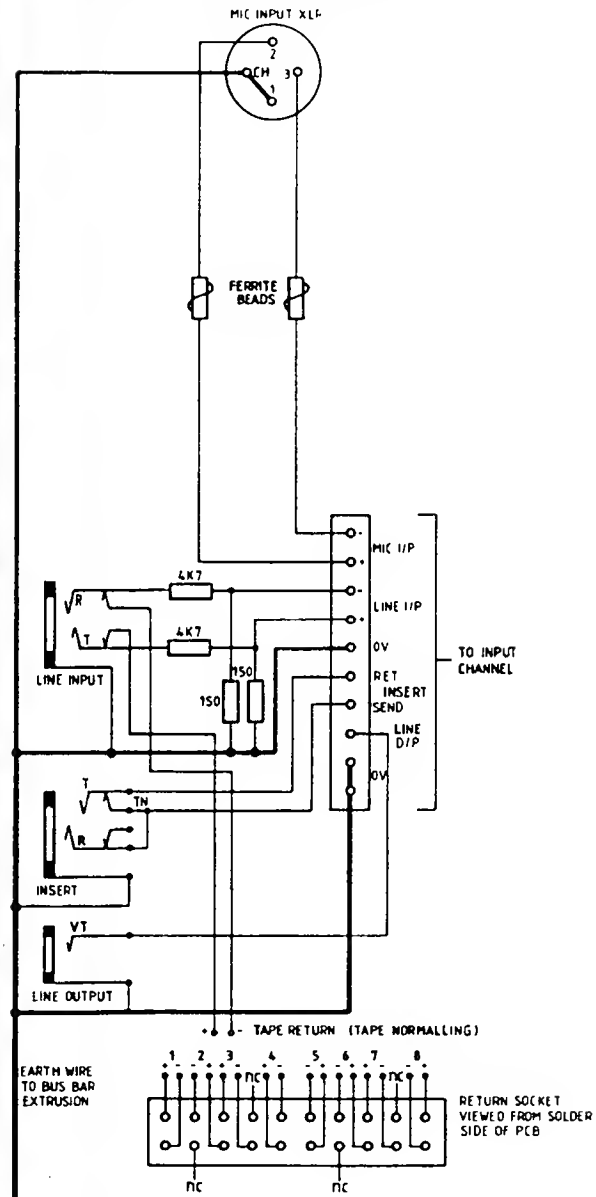 MIC INPUT XLR
2
CH
3
1
FERRITE
BEADS
-
MIC I/P
+
4K7
-
R
LINE I/P
+
4K7
T
0V
TO INPUT
CHANNEL
LINE INPUT
RET
150
150
INSERT
SEND
LINE
O/P
T
0V
TN
R
INSERT
VT
LINE OUTPUT
+ - TAPE RETURN (TAPE NORMALLING)
EARTH WIRE
TO BUS BAR
EXTRUSION
+ 1 - - 2 + + 3 - + 4 - - 5 + - 6 + + 7 - - 8 +
nc nc
RETURN SOCKET
VIEWED FROM SOLDER
SIDE OF PCB
nc nc